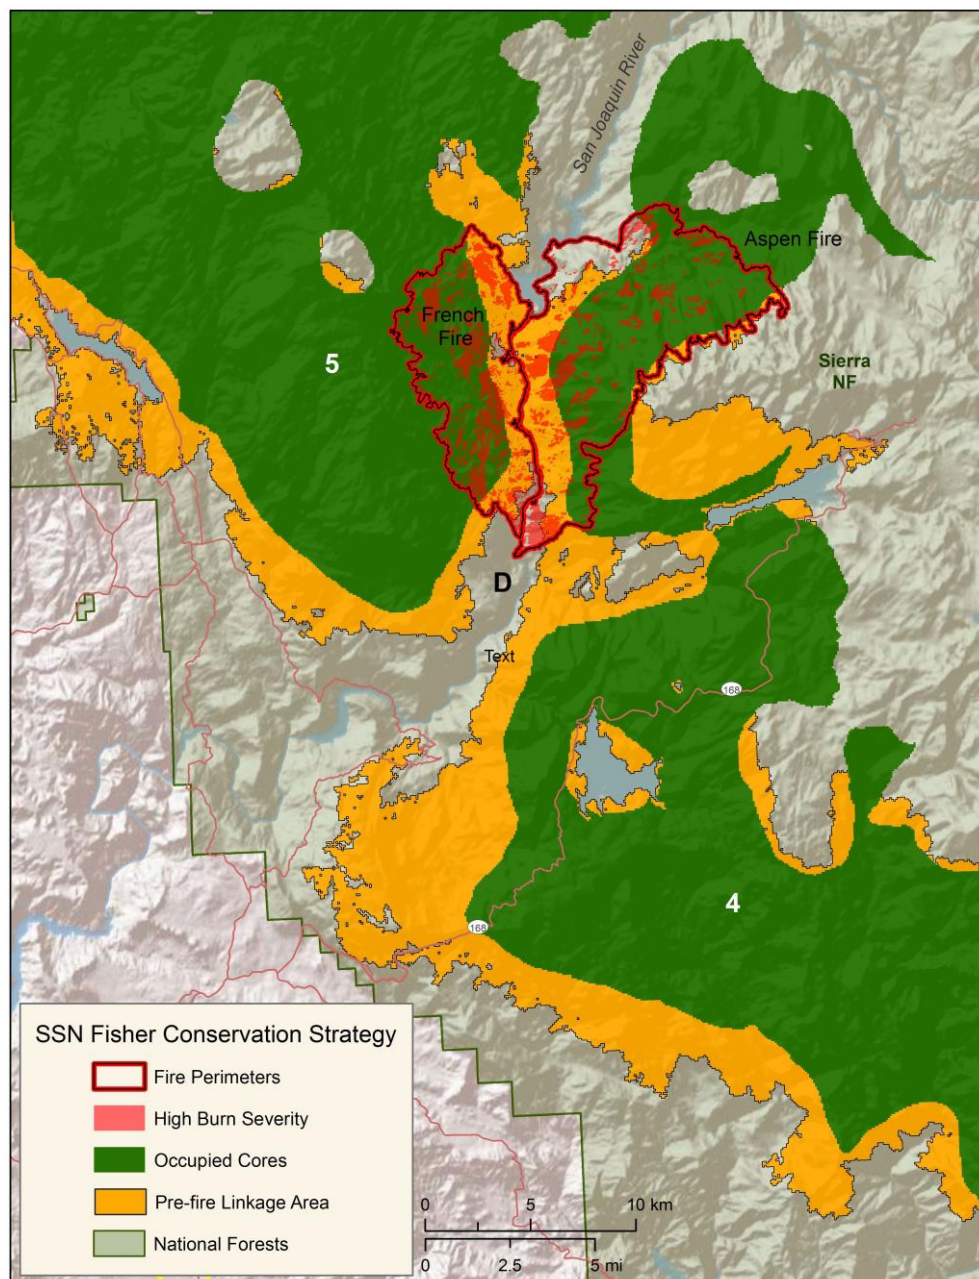 San Joaquin River
Aspen Fire
French
Fire
5
Sierra
NF
D
Text
168
4
168
SSN Fisher Conservation Strategy
Fire Perimeters
High Burn Severity
Occupied Cores
Pre-fire Linkage Area
National Forests
0 5 10 km
0 2.5 5 mi